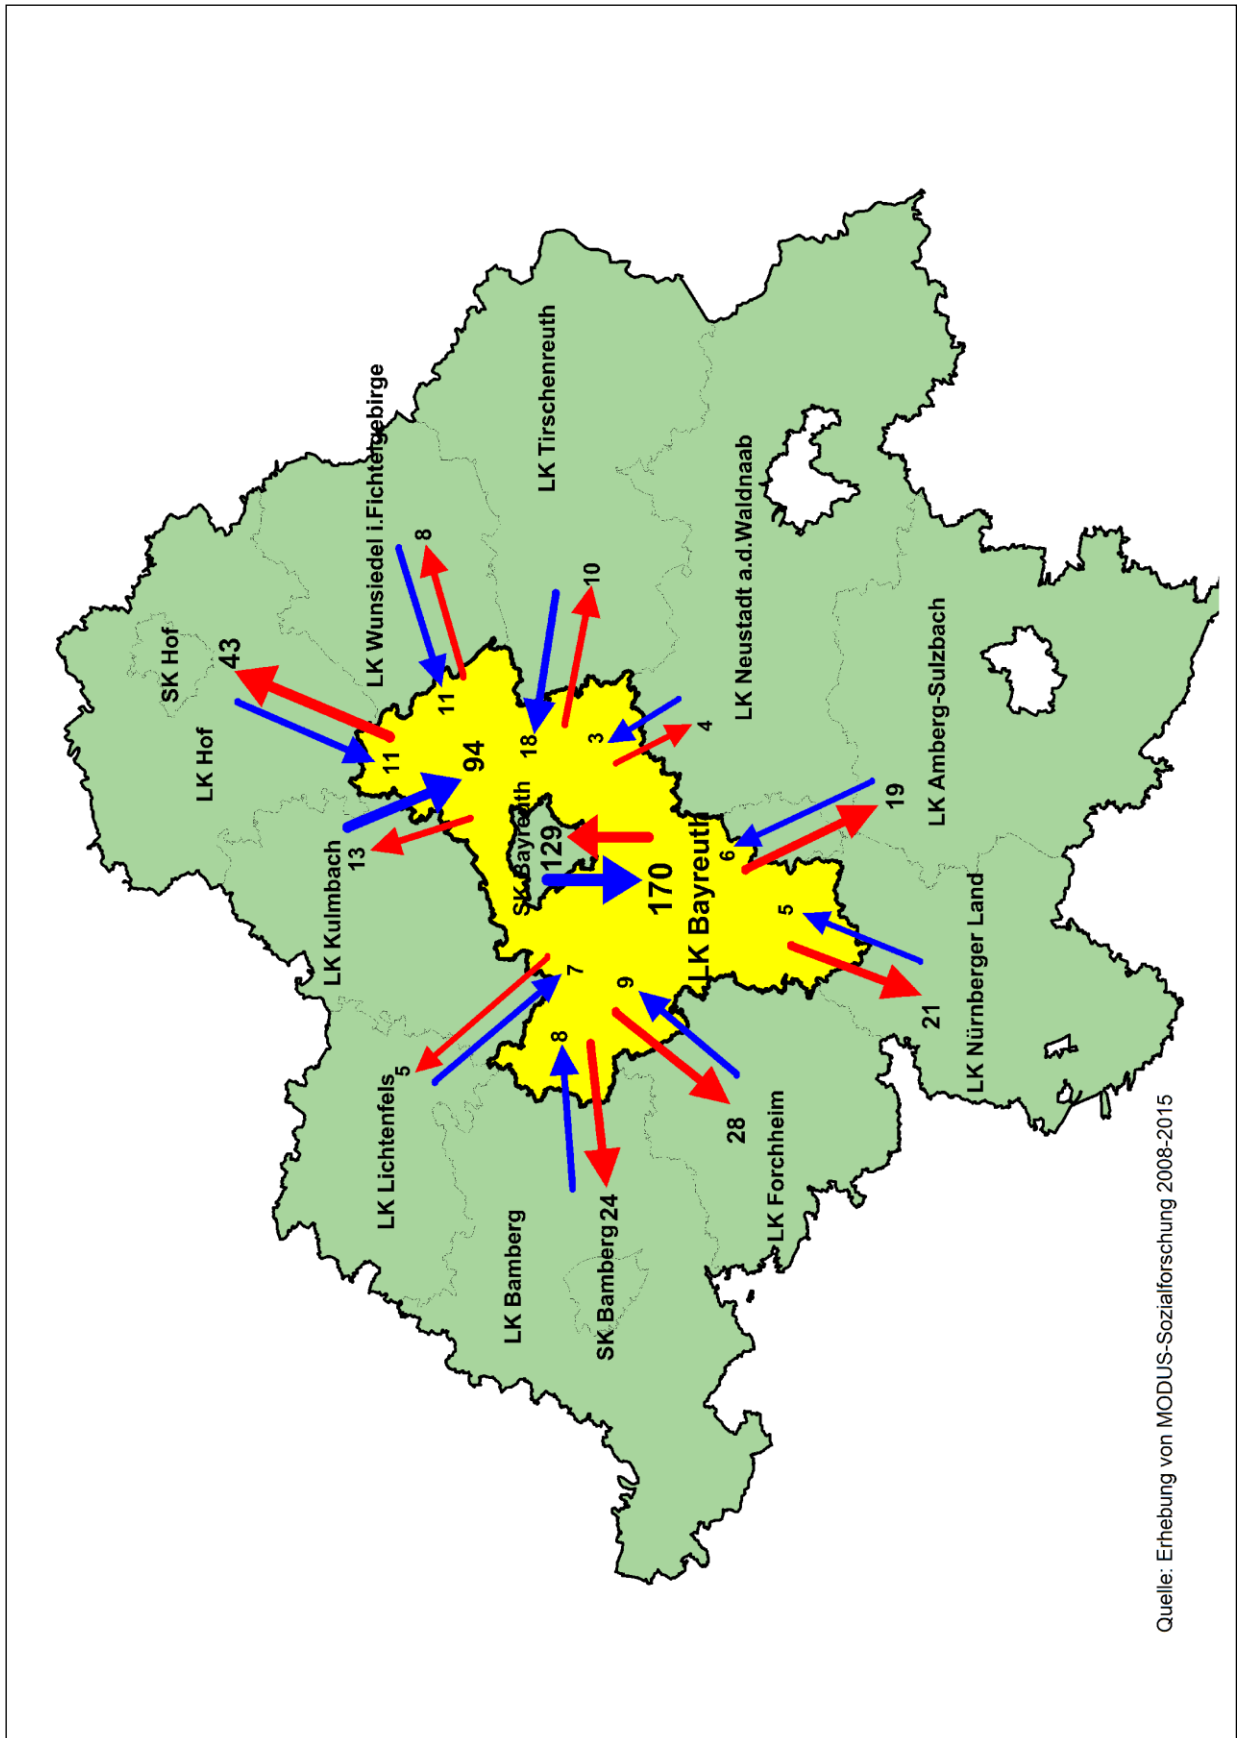 SK Hof
43
LK Hof
LK Wunsiedel i.Fichtelgebirge
8
11
11
94
13
LK Kulmbach
LK Tirschenreuth
10
18
3
4
LK Neustadt a.d.Waldnaab
SK Bayreuth
129
170
LK Bayreuth
LK Lichtenfels
5
7
8
9
LK Bamberg
SK Bamberg 24
28
LK Forchheim
6
19
LK Amberg-Sulzbach
5
21
LK Nürnberger Land
Quelle: Erhebung von MODUS-Sozialforschung 2008-2015